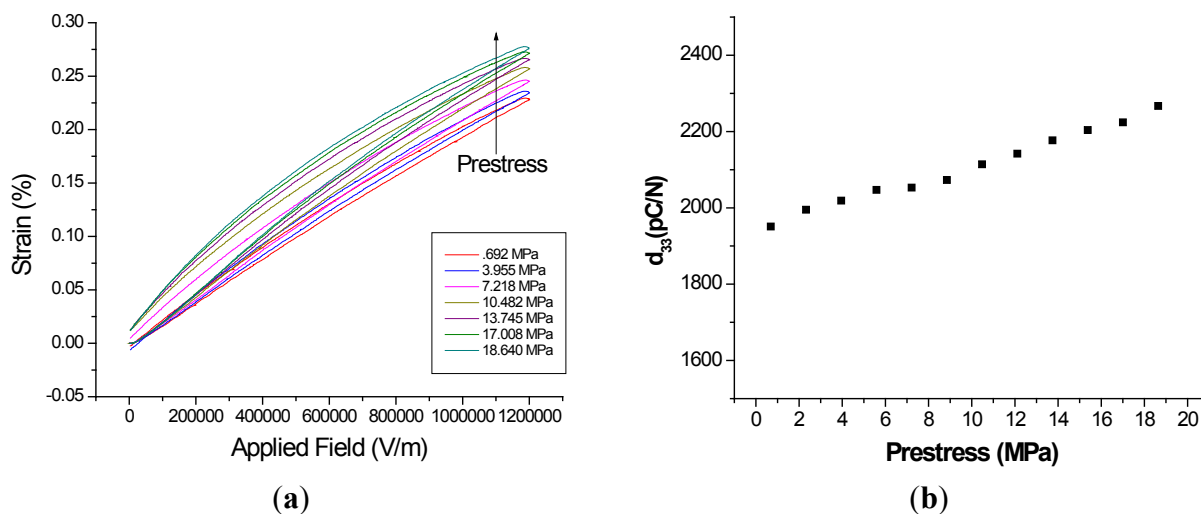 0.30
0.25
0.20
0.15
0.10
0.05
0.00
-0.05
Strain (%)
Prestress
.692 MPa
3.955 MPa
7.218 MPa
10.482 MPa
13.745 MPa
17.008 MPa
18.640 MPa
0 200000 400000 600000 800000 1000000 1200000
Applied Field (V/m)
(a)
2400
2200
2000
1800
1600
d33(pC/N)
0 2 4 6 8 10 12 14 16 18 20
Prestress (MPa)
(b)